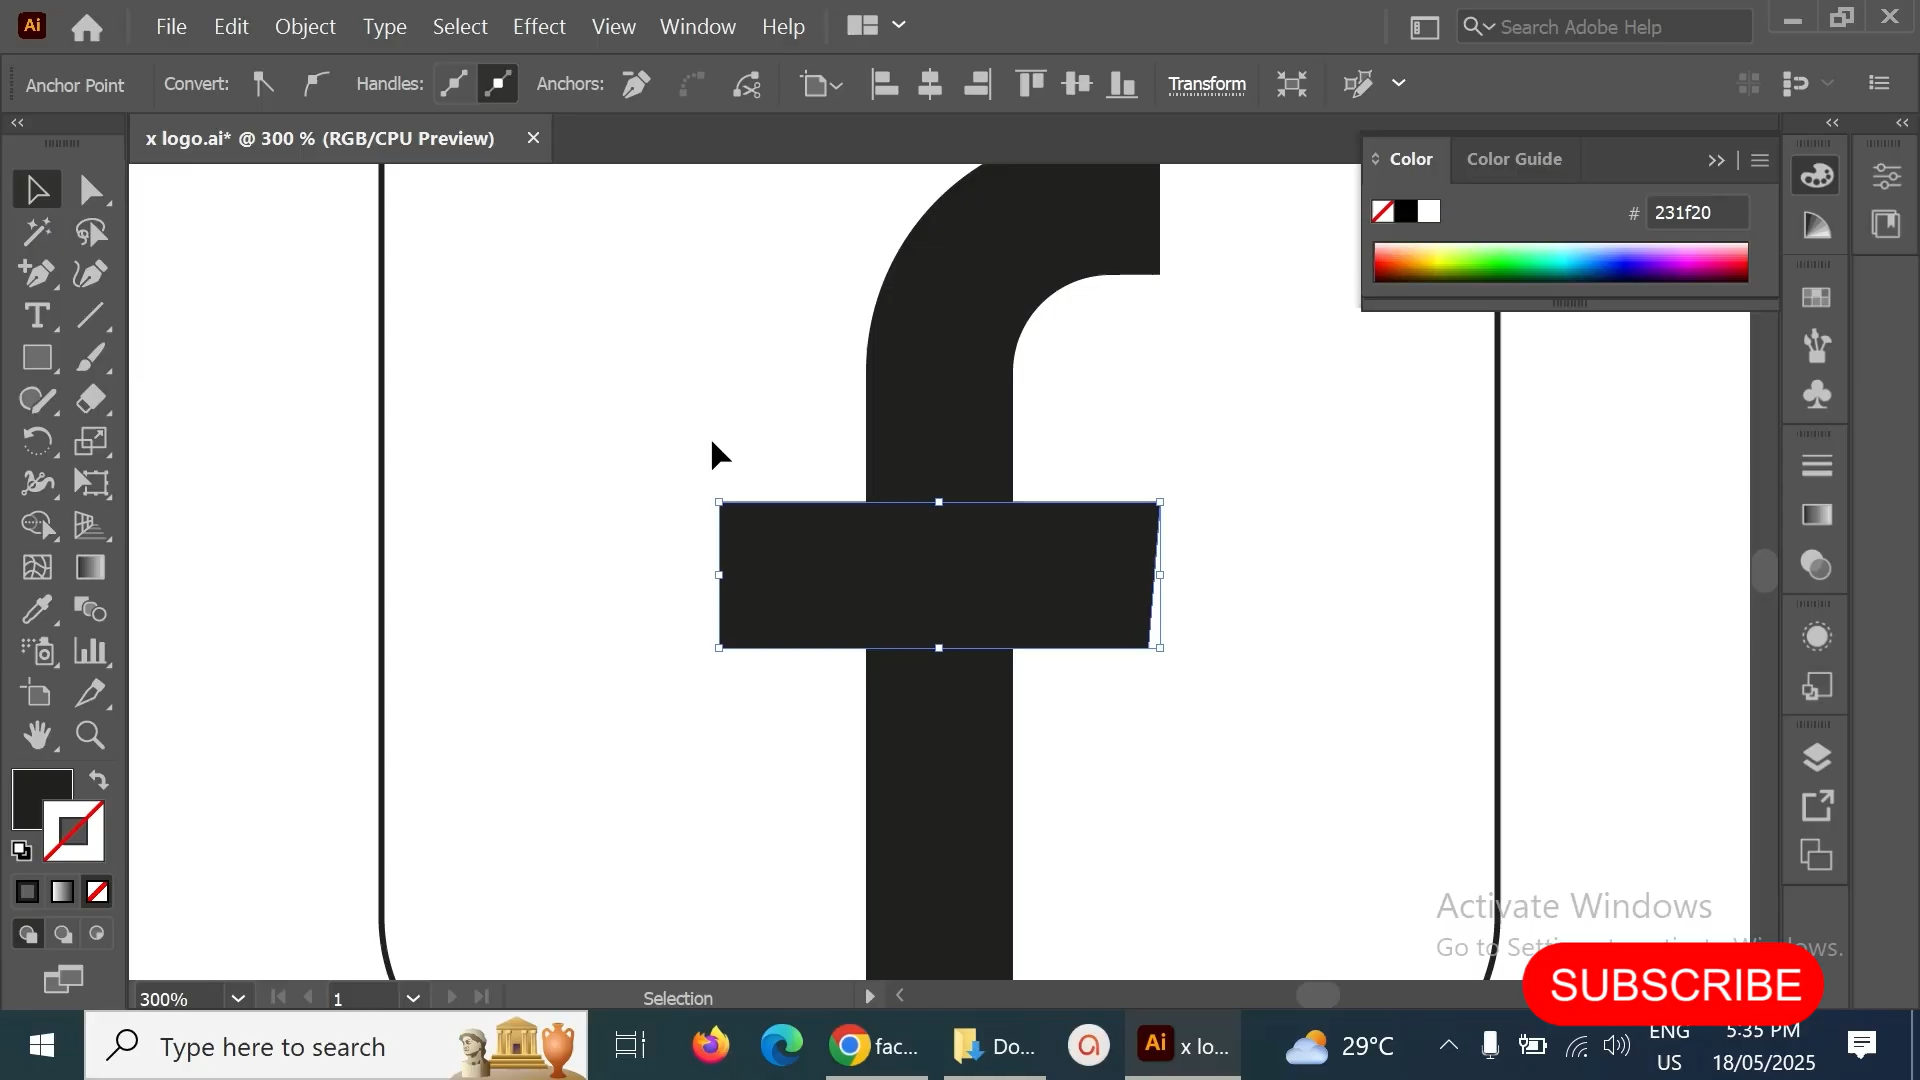 Ai File Edit Object Type Select Effect View Window Help Search Adobe Help
Anchor Point Convert: Handles: Anchors: Transform
x logo.ai* @ 300 % (RGB/CPU Preview)
Color Color Guide
# 231f20
Activate Windows
SUBSCRIBE
300% 1 Selection
Type here to search fac... Do... Ai x lo... 29°C ENG 5:35 PM
US 18/05/2025